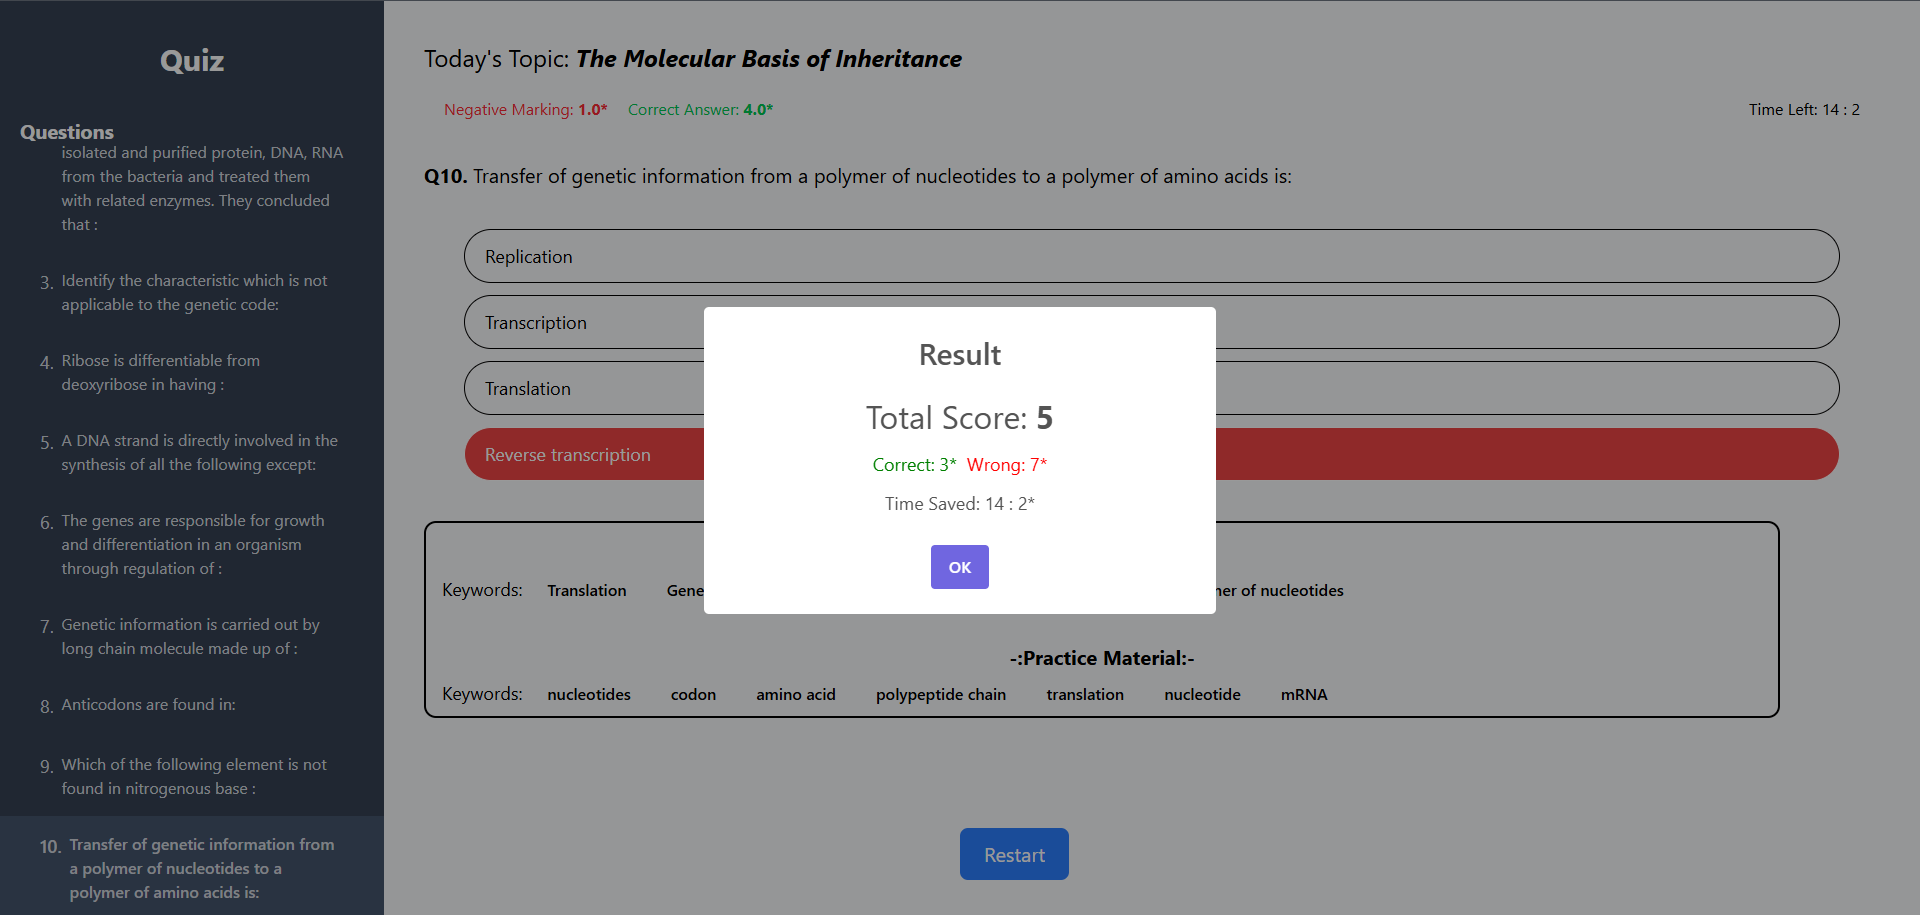 Quiz
Questions
isolated and purified protein, DNA, RNA
from the bacteria and treated them
with related enzymes. They concluded
that :
3. Identify the characteristic which is not
applicable to the genetic code:
4. Ribose is differentiable from
deoxyribose in having :
5. A DNA strand is directly involved in the
synthesis of all the following except:
6. The genes are responsible for growth
and differentiation in an organism
through regulation of :
7. Genetic information is carried out by
long chain molecule made up of :
8. Anticodons are found in:
9. Which of the following element is not
found in nitrogenous base :
10. Transfer of genetic information from
a polymer of nucleotides to a
polymer of amino acids is:
Today's Topic: The Molecular Basis of Inheritance
Negative Marking: 1.0* Correct Answer: 4.0*
Time Left: 14 : 2
Q10. Transfer of genetic information from a polymer of nucleotides to a polymer of amino acids is:
Replication
Transcription
Translation
Reverse transcription
Result
Total Score: 5
Correct: 3* Wrong: 7*
Time Saved: 14 : 2*
OK
Keywords: Translation of nucleotides
-:Practice Material:-
Keywords: nucleotides codon amino acid polypeptide chain translation nucleotide mRNA
Restart